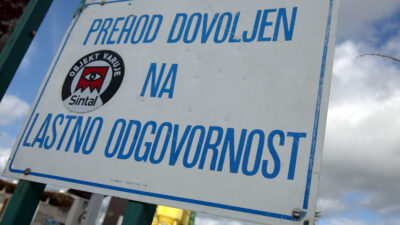 PREHOD DOVOLJEN
OBJEKT VARUJE
Sintal
NA
LASTNO ODGOVORNOST